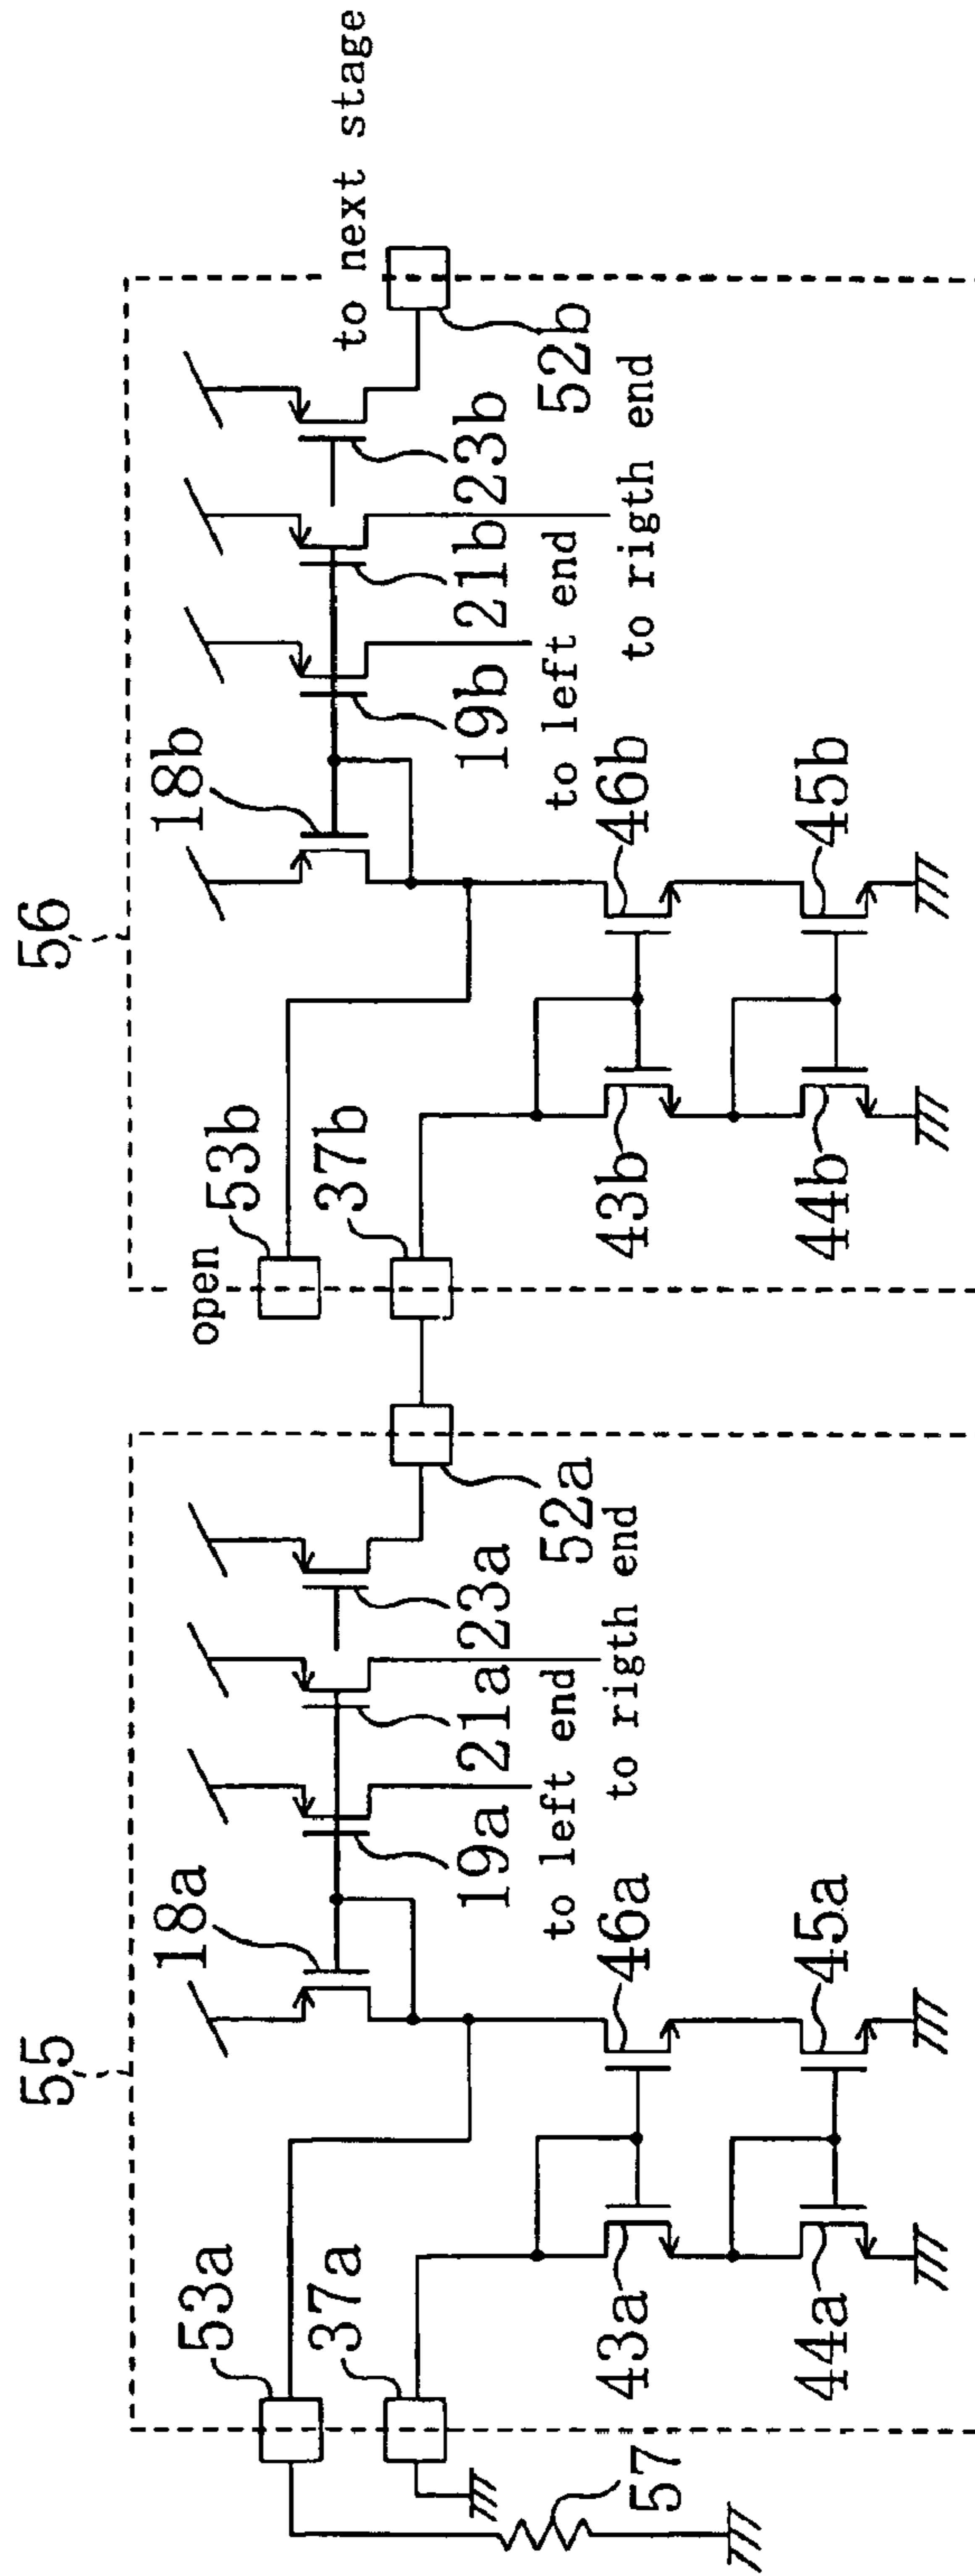 55
56
53a
37a
57
18a
19a
21a
23a
52a
to left end
to rigth end
43a
44a
46a
45a
open
53b
37b
18b
19b
21b
23b
52b
to next stage
to left end
to rigth end
43b
44b
46b
45b